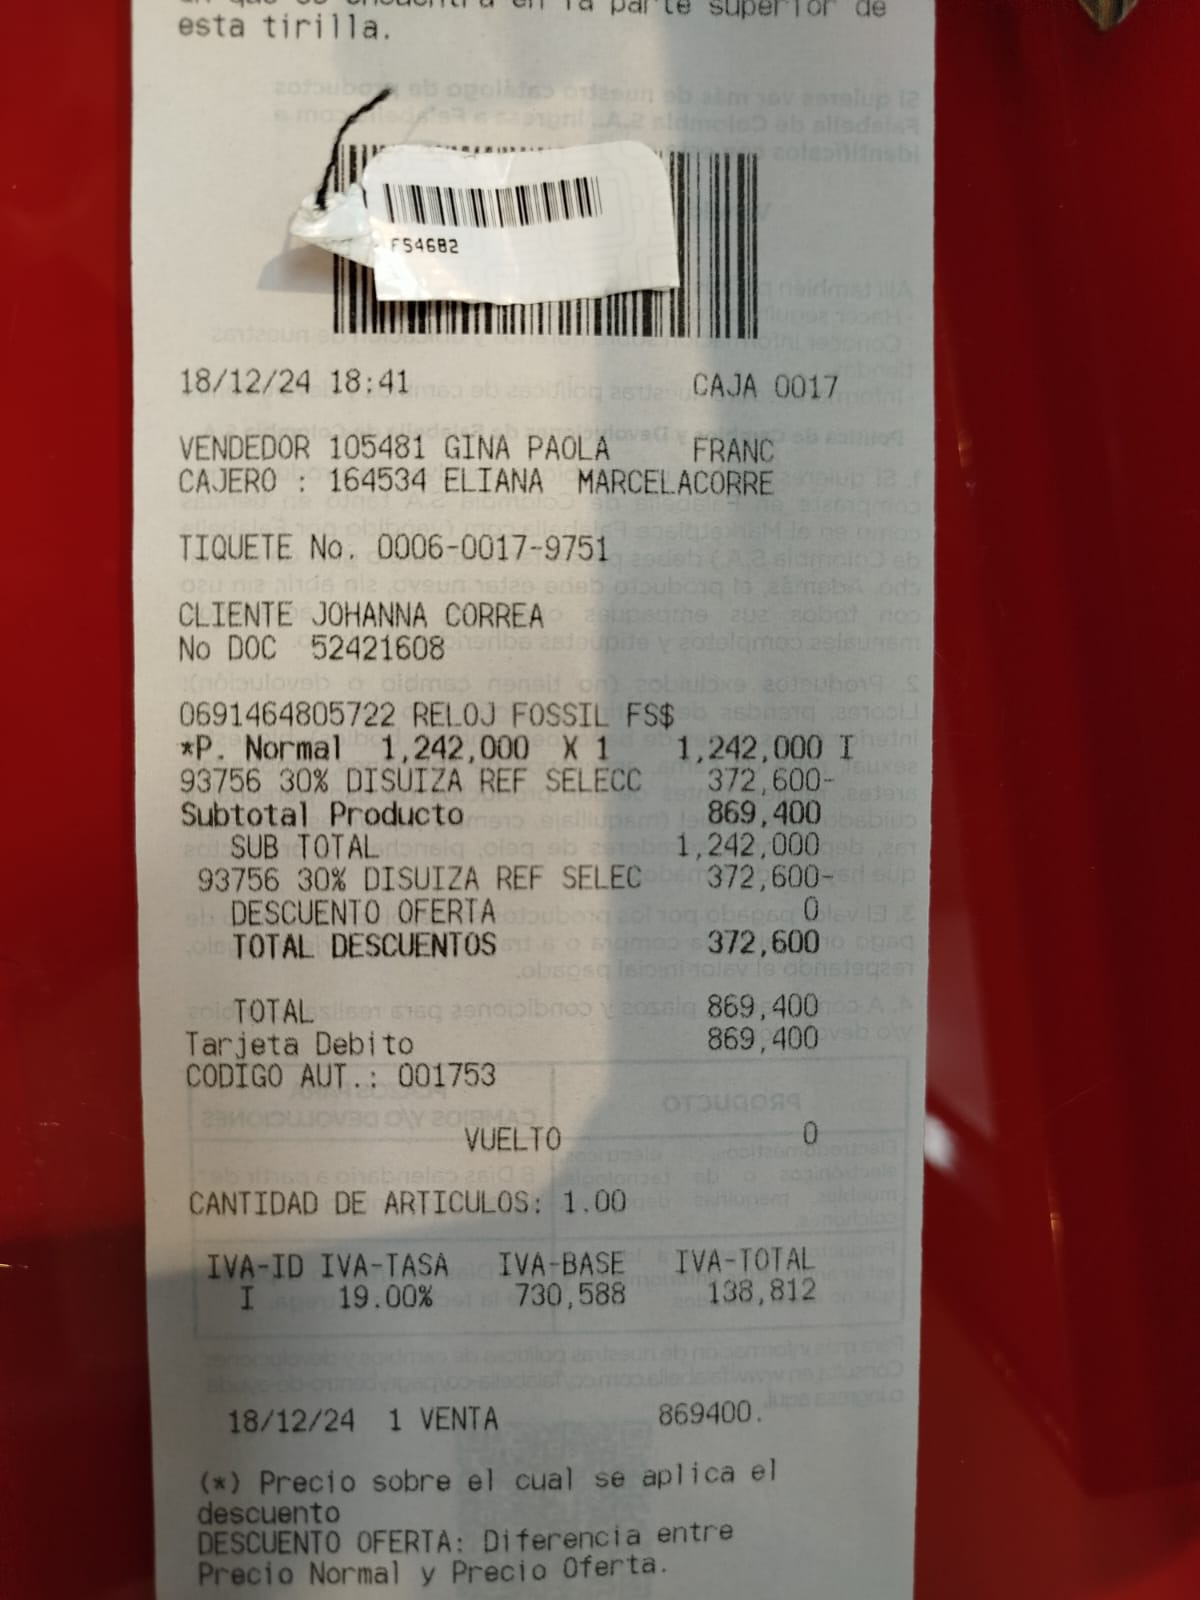 parte superior de
esta tirilla.
F54682
18/12/24 18:41 CAJA 0017
VENDEDOR 105481 GINA PAOLA FRANC
CAJERO : 164534 ELIANA MARCELACORRE
TIQUETE No. 0006-0017-9751
CLIENTE JOHANNA CORREA
No DOC 52421608
0691464805722 RELOJ FOSSIL FS$
*P. Normal 1,242,000 X 1 1,242,000 I
93756 30% DISUIZA REF SELECC 372,600-
Subtotal Producto 869,400
SUB TOTAL 1,242,000
93756 30% DISUIZA REF SELEC 372,600-
DESCUENTO OFERTA 0
TOTAL DESCUENTOS 372,600
TOTAL 869,400
Tarjeta Debito 869,400
CODIGO AUT.: 001753
VUELTO 0
CANTIDAD DE ARTICULOS: 1.00
IVA-ID IVA-TASA IVA-BASE IVA-TOTAL
I 19.00% 730,588 138,812
18/12/24 1 VENTA 869400.
(*) Precio sobre el cual se aplica el
descuento
DESCUENTO OFERTA: Diferencia entre
Precio Normal y Precio Oferta.